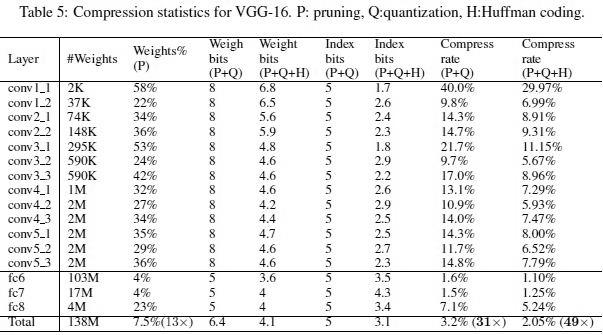 Table 5: Compression statistics for VGG-16. P: pruning, Q:quantization, H:Huffman coding.
Layer #Weights Weights% (P) Weigh bits (P+Q) Weight bits (P+Q+H) Index bits (P+Q) Index bits (P+Q+H) Compress rate (P+Q) Compress rate (P+Q+H)
conv1_1 2K 58% 8 6.8 5 1.7 40.0% 29.97%
conv1_2 37K 22% 8 6.5 5 2.6 9.8% 6.99%
conv2_1 74K 34% 8 5.6 5 2.4 14.3% 8.91%
conv2_2 148K 36% 8 5.9 5 2.3 14.7% 9.31%
conv3_1 295K 53% 8 4.8 5 1.8 21.7% 11.15%
conv3_2 590K 24% 8 4.6 5 2.9 9.7% 5.67%
conv3_3 590K 42% 8 4.6 5 2.2 17.0% 8.96%
conv4_1 1M 32% 8 4.6 5 2.6 13.1% 7.29%
conv4_2 2M 27% 8 4.2 5 2.9 10.9% 5.93%
conv4_3 2M 34% 8 4.4 5 2.5 14.0% 7.47%
conv5_1 2M 35% 8 4.7 5 2.5 14.3% 8.00%
conv5_2 2M 29% 8 4.6 5 2.7 11.7% 6.52%
conv5_3 2M 36% 8 4.6 5 2.3 14.8% 7.79%
fc6 103M 4% 5 3.6 5 3.5 1.6% 1.10%
fc7 17M 4% 5 4 5 4.3 1.5% 1.25%
fc8 4M 23% 5 4 5 3.4 7.1% 5.24%
Total 138M 7.5%(13×) 6.4 4.1 5 3.1 3.2% (31×) 2.05% (49×)